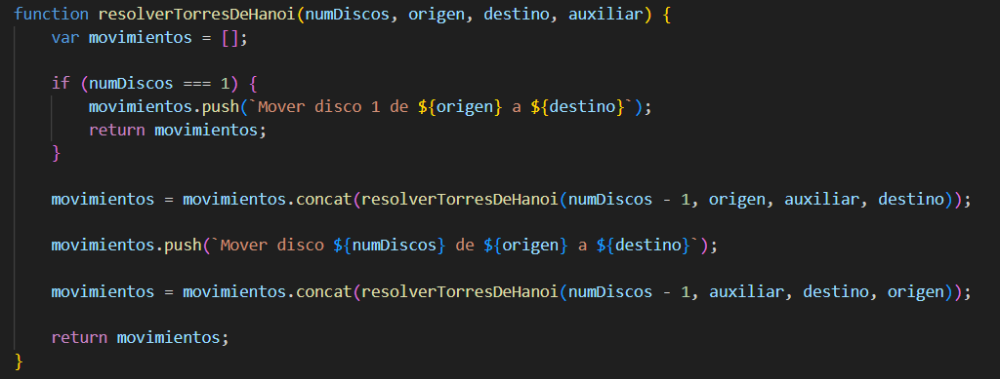 function resolverTorresDeHanoi(numDiscos, origen, destino, auxiliar) {
    var movimientos = [];

    if (numDiscos === 1) {
        movimientos.push(`Mover disco 1 de ${origen} a ${destino}`);
        return movimientos;
    }

    movimientos = movimientos.concat(resolverTorresDeHanoi(numDiscos - 1, origen, auxiliar, destino));

    movimientos.push(`Mover disco ${numDiscos} de ${origen} a ${destino}`);

    movimientos = movimientos.concat(resolverTorresDeHanoi(numDiscos - 1, auxiliar, destino, origen));

    return movimientos;
}